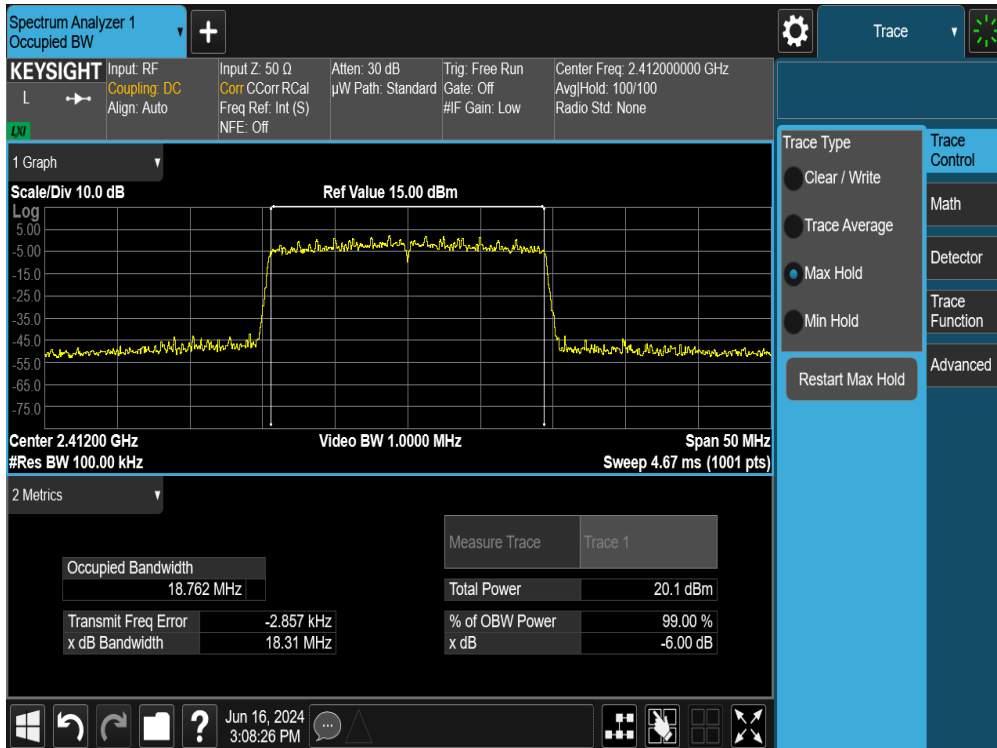 Spectrum Analyzer 1
Occupied BW
+
Trace
KEYSIGHT
L
LXI
Input: RF
Coupling: DC
Align: Auto
Input Z: 50 Ω
Corr CCorr RCal
Freq Ref: Int (S)
NFE: Off
Atten: 30 dB
µW Path: Standard
Trig: Free Run
Gate: Off
#IF Gain: Low
Center Freq: 2.412000000 GHz
Avg|Hold: 100/100
Radio Std: None
1 Graph
Scale/Div 10.0 dB
Ref Value 15.00 dBm
Log
5.00
-5.00
-15.0
-25.0
-35.0
-45.0
-55.0
-65.0
-75.0
Center 2.41200 GHz
Video BW 1.0000 MHz
Span 50 MHz
#Res BW 100.00 kHz
Sweep 4.67 ms (1001 pts)
2 Metrics
Measure Trace
Trace 1
Occupied Bandwidth
18.762 MHz
Total Power
20.1 dBm
Transmit Freq Error
-2.857 kHz
% of OBW Power
99.00 %
x dB Bandwidth
18.31 MHz
x dB
-6.00 dB
Trace Type
Clear / Write
Trace Average
Max Hold
Min Hold
Restart Max Hold
Trace
Control
Math
Detector
Trace
Function
Advanced
?
Jun 16, 2024
3:08:26 PM